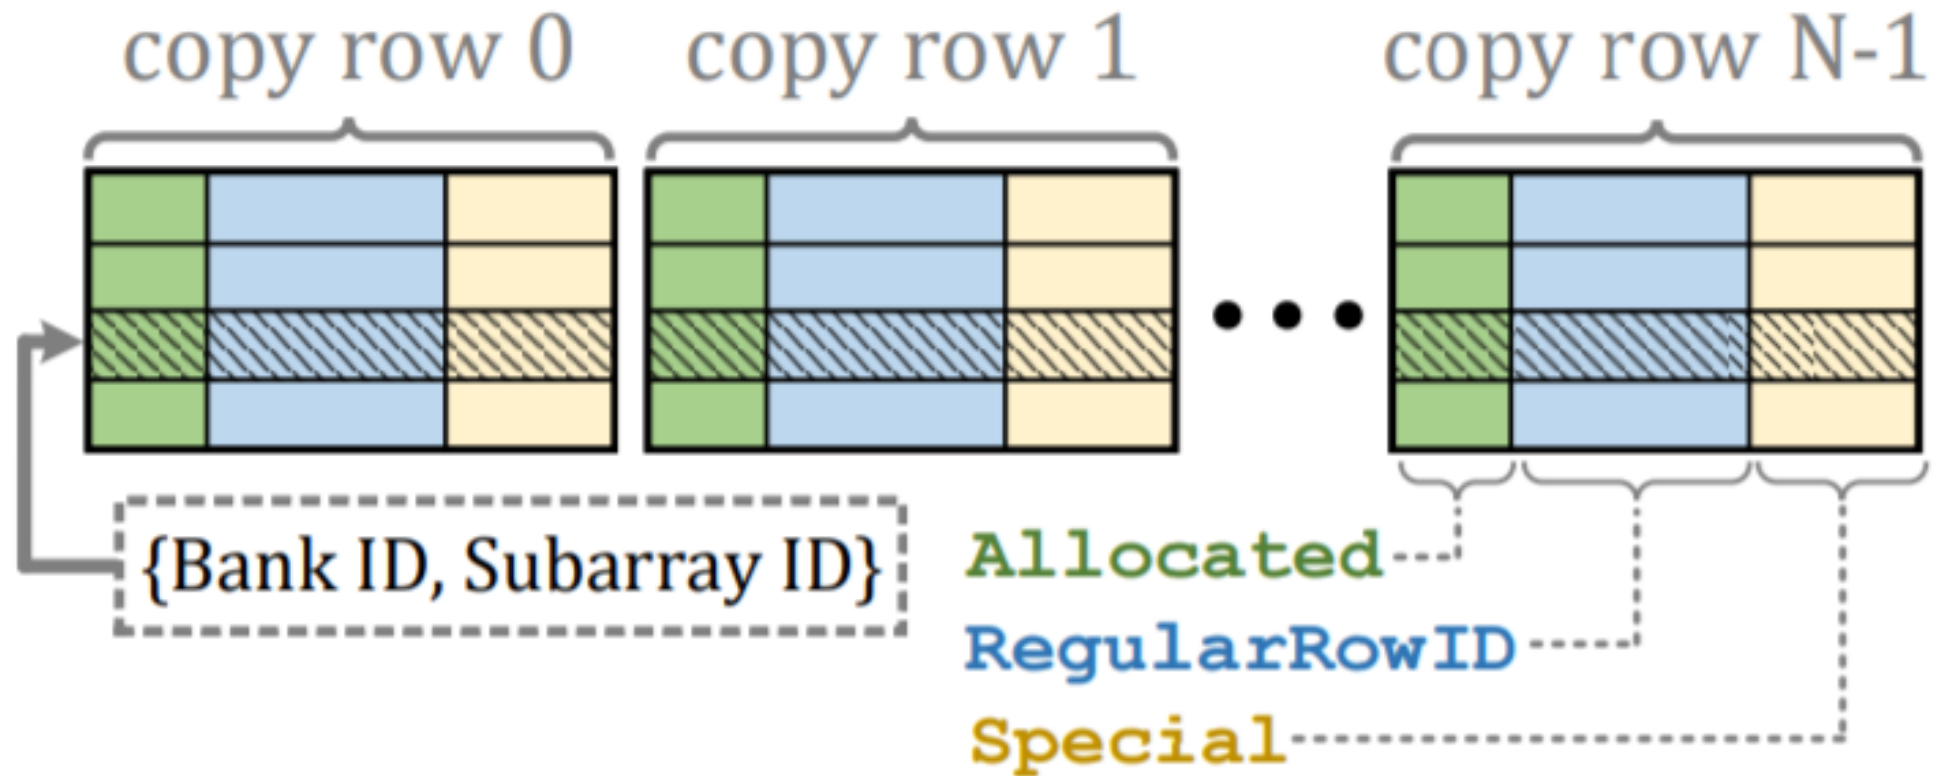 copy row 0
copy row 1
copy row N-1
{Bank ID, Subarray ID}
Allocated
RegularRowID
Special